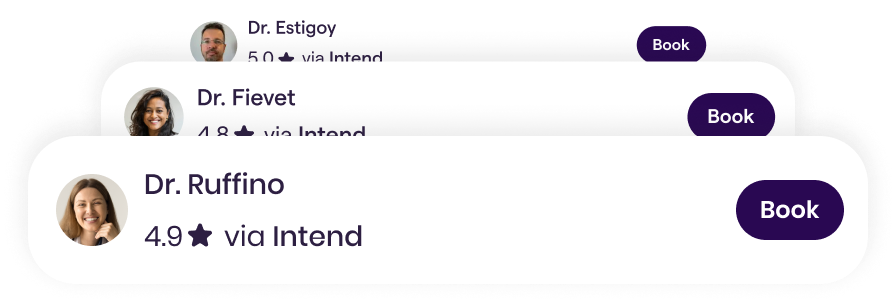 Dr. Estigoy
Book
5.0 ★ via Intend
Dr. Fievet
Book
4.8 ★ via Intend
Dr. Ruffino
Book
4.9 ★ via Intend